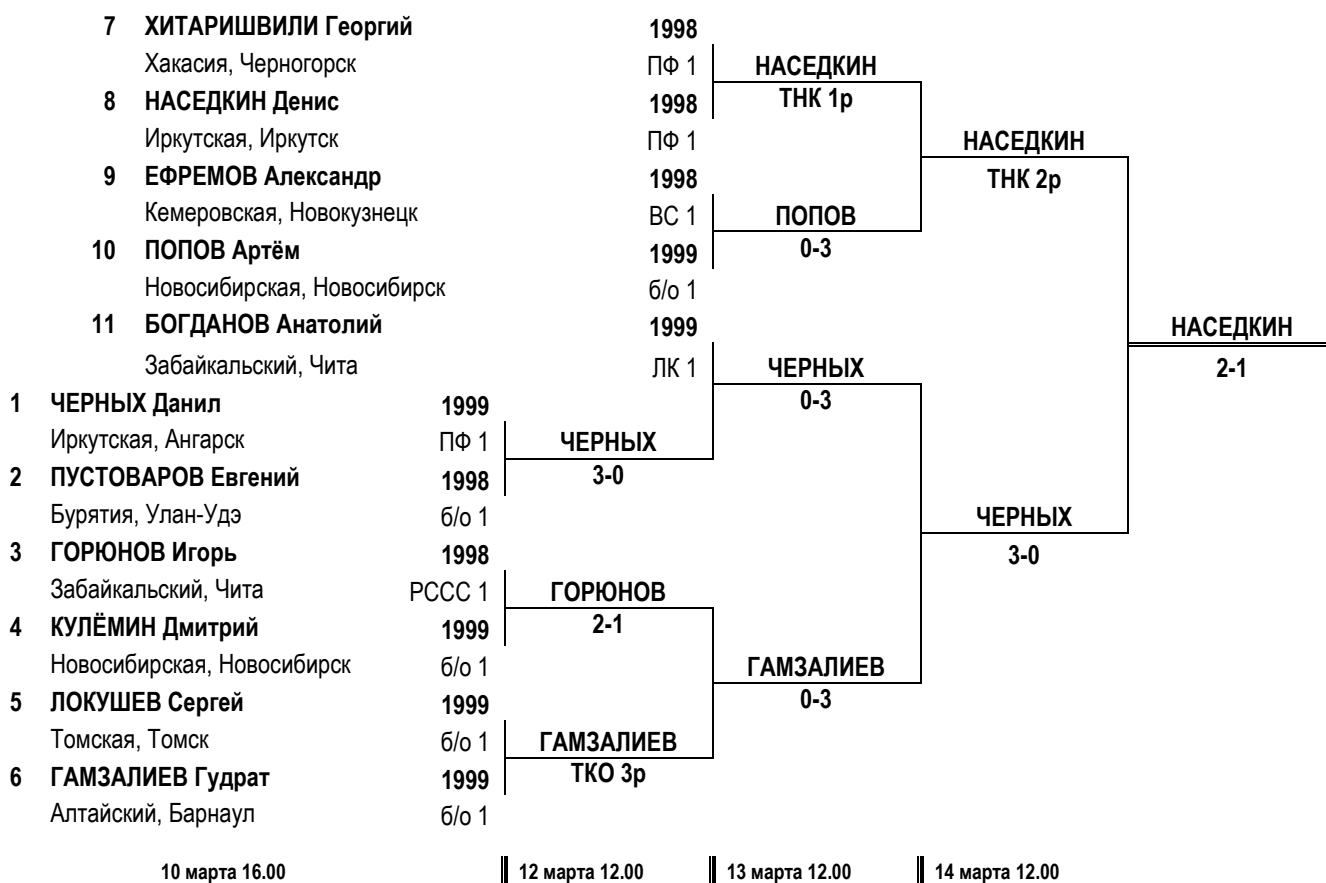 7 ХИТАРИШВИЛИ Георгий 1998
Хакасия, Черногорск ПФ 1 НАСЕДКИН
8 НАСЕДКИН Денис 1998 ТНК 1р
Иркутская, Иркутск ПФ 1 НАСЕДКИН
9 ЕФРЕМОВ Александр 1998 ТНК 2р
Кемеровская, Новокузнецк ВС 1 ПОПОВ
10 ПОПОВ Артём 1999 0-3
Новосибирская, Новосибирск б/о 1
11 БОГДАНОВ Анатолий 1999 НАСЕДКИН
Забайкальский, Чита ЛК 1 ЧЕРНЫХ 2-1
1 ЧЕРНЫХ Данил 1999 0-3
Иркутская, Ангарск ПФ 1 ЧЕРНЫХ
2 ПУСТОВАРОВ Евгений 1998 3-0
Бурятия, Улан-Удэ б/о 1 ЧЕРНЫХ
3 ГОРЮНОВ Игорь 1998 3-0
Забайкальский, Чита РССС 1 ГОРЮНОВ
4 КУЛЁМИН Дмитрий 1999 2-1
Новосибирская, Новосибирск б/о 1 ГАМЗАЛИЕВ
5 ЛОКУШЕВ Сергей 1999 0-3
Томская, Томск б/о 1 ГАМЗАЛИЕВ
6 ГАМЗАЛИЕВ Гудрат 1999 ТКО 3р
Алтайский, Барнаул б/о 1
10 марта 16.00 12 марта 12.00 13 марта 12.00 14 марта 12.00